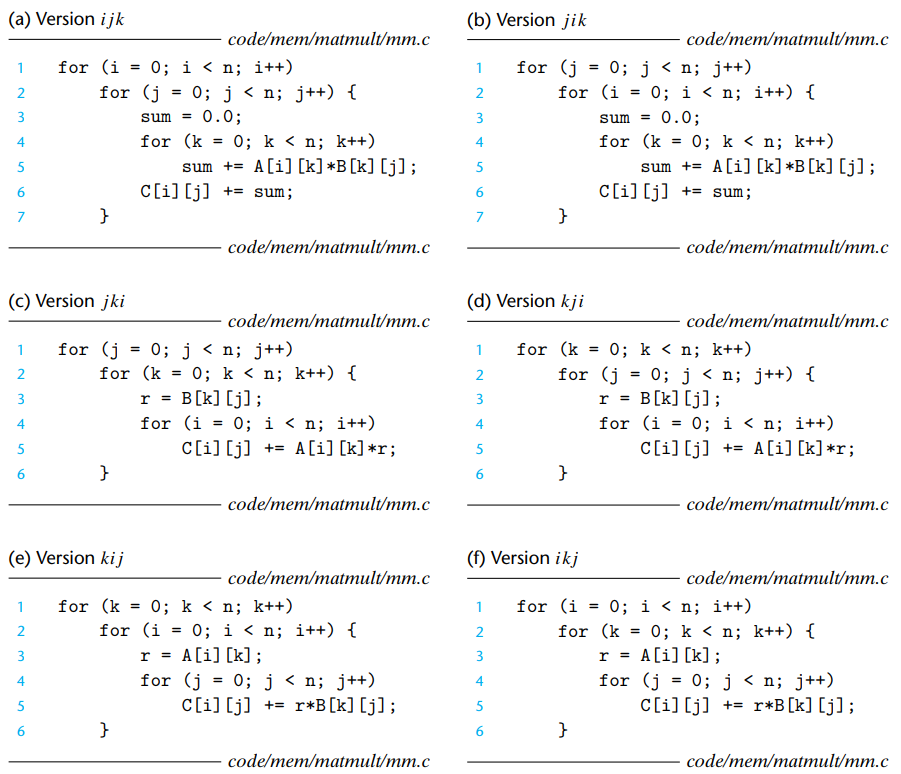 (a) Version ijk
code/mem/matmult/mm.c
1 for (i = 0; i < n; i++)
2 for (j = 0; j < n; j++) {
3 sum = 0.0;
4 for (k = 0; k < n; k++)
5 sum += A[i][k]*B[k][j];
6 C[i][j] += sum;
7 }
code/mem/matmult/mm.c
(b) Version jik
code/mem/matmult/mm.c
1 for (j = 0; j < n; j++)
2 for (i = 0; i < n; i++) {
3 sum = 0.0;
4 for (k = 0; k < n; k++)
5 sum += A[i][k]*B[k][j];
6 C[i][j] += sum;
7 }
code/mem/matmult/mm.c
(c) Version jki
code/mem/matmult/mm.c
1 for (j = 0; j < n; j++)
2 for (k = 0; k < n; k++) {
3 r = B[k][j];
4 for (i = 0; i < n; i++)
5 C[i][j] += A[i][k]*r;
6 }
code/mem/matmult/mm.c
(d) Version kji
code/mem/matmult/mm.c
1 for (k = 0; k < n; k++)
2 for (j = 0; j < n; j++) {
3 r = B[k][j];
4 for (i = 0; i < n; i++)
5 C[i][j] += A[i][k]*r;
6 }
code/mem/matmult/mm.c
(e) Version kij
code/mem/matmult/mm.c
1 for (k = 0; k < n; k++)
2 for (i = 0; i < n; i++) {
3 r = A[i][k];
4 for (j = 0; j < n; j++)
5 C[i][j] += r*B[k][j];
6 }
code/mem/matmult/mm.c
(f) Version ikj
code/mem/matmult/mm.c
1 for (i = 0; i < n; i++)
2 for (k = 0; k < n; k++) {
3 r = A[i][k];
4 for (j = 0; j < n; j++)
5 C[i][j] += r*B[k][j];
6 }
code/mem/matmult/mm.c